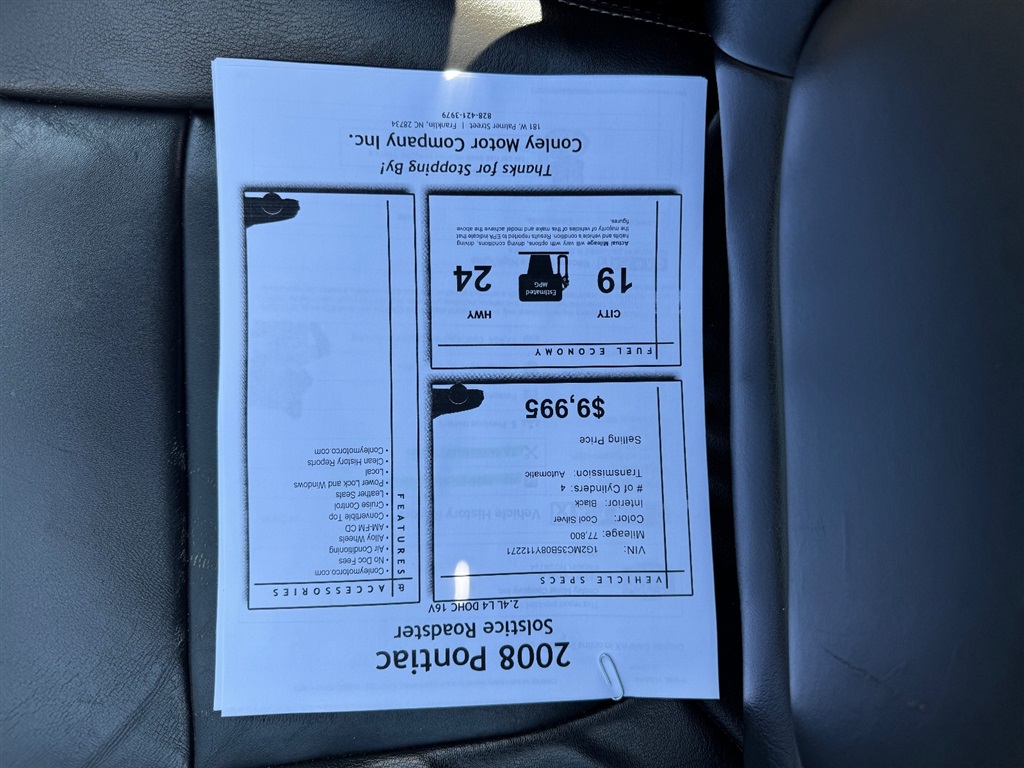 2008 Pontiac
Solstice Roadster
2.4L L4 DOHC 16V
VEHICLE SPECS
VIN: 1G2MC35B08Y112271
Mileage: 77,800
Color: Cool Silver
Interior: Black
# of Cylinders: 4
Transmission: Automatic
Selling Price
$9,995
ACCESSORIES
& FEATURES
• Conleymotorco.com
• No Doc Fees
• Air Conditioning
• Alloy Wheels
• AM-FM CD
• Convertible Top
• Cruise Control
• Leather Seats
• Power Lock and Windows
• Local
• Clean History Reports
• Conleymotorco.com
FUEL ECONOMY
CITY
HWY
19
Estimated
MPG
24
Actual Mileage will vary with options, driving conditions, driving
habits and vehicle's condition. Results reported to EPA indicate that
the majority of vehicles of this make and model achieve the above
figures.
Thanks for Stopping By!
Conley Motor Company Inc.
181 W. Palmer Street | Franklin, NC 28734
828-421-3979
Vehicle History